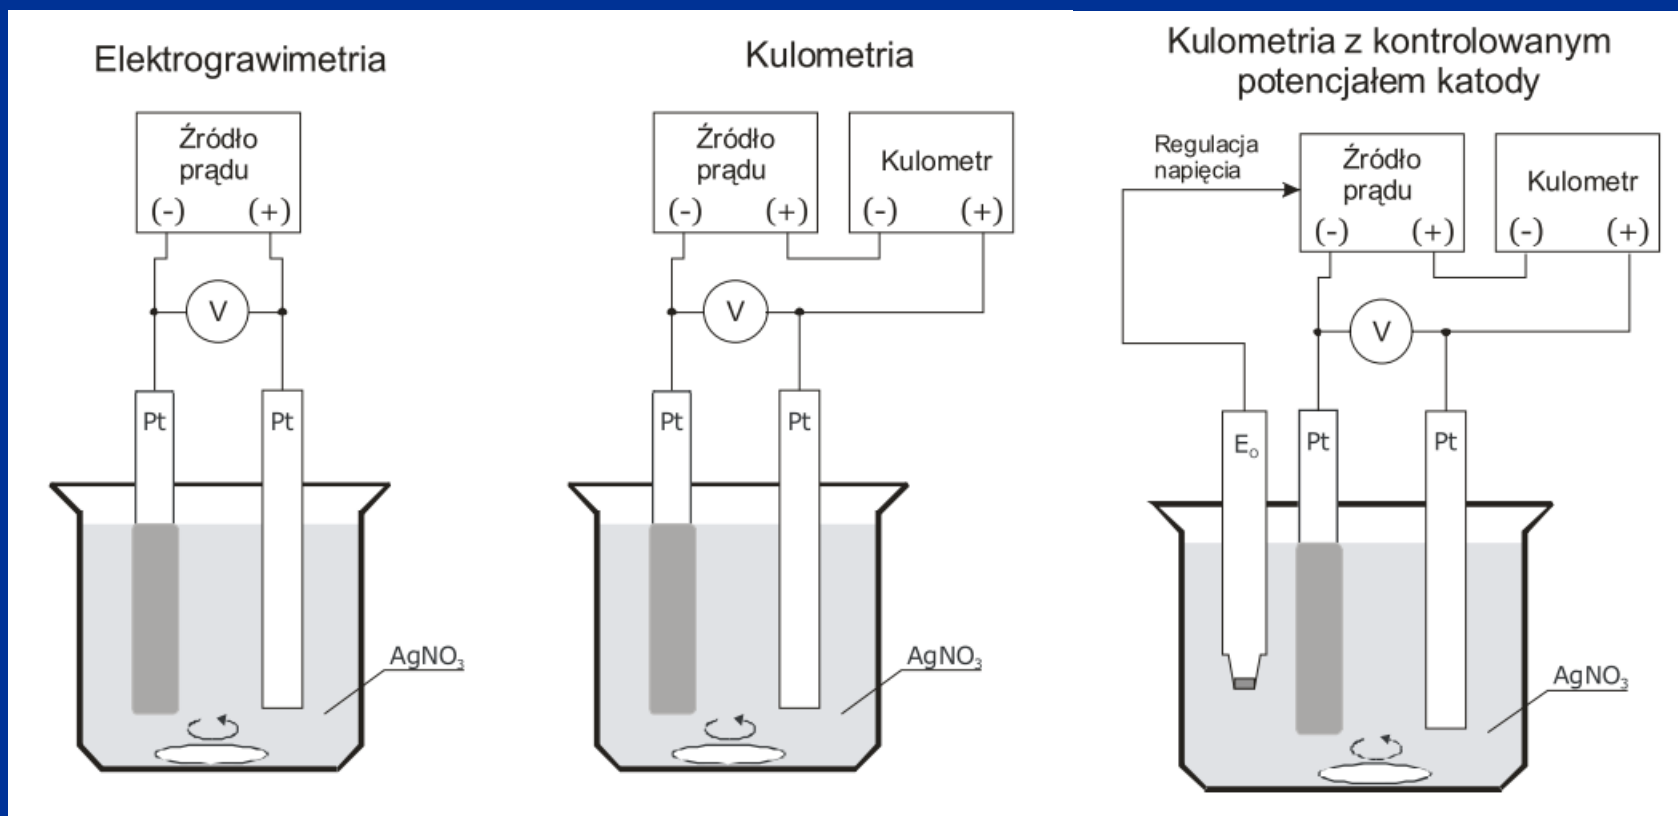 Elektrograwimetria
Źródło
prądu
(-) (+)
V
Pt Pt
AgNO₃
Kulometria
Źródło
prądu
(-) (+)
Kulometr
(-) (+)
V
Pt Pt
AgNO₃
Kulometria z kontrolowanym
potencjałem katody
Regulacja
napięcia
Źródło
prądu
(-) (+)
Kulometr
(-) (+)
V
E₀ Pt Pt
AgNO₃